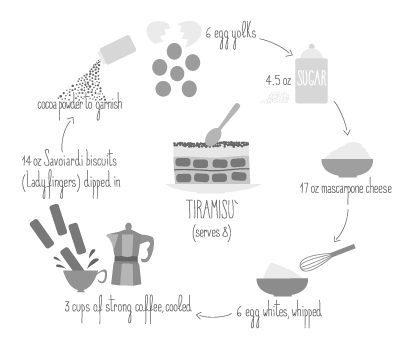 6 egg yolks
4.5 oz
SUGAR
17 oz mascarpone cheese
6 egg whites, whipped
3 cups of strong coffee, cooled
14 oz Savoiardi biscuits
(Ladyfingers) dipped in
cocoa powder to garnish
TIRAMISU`
(serves 8)